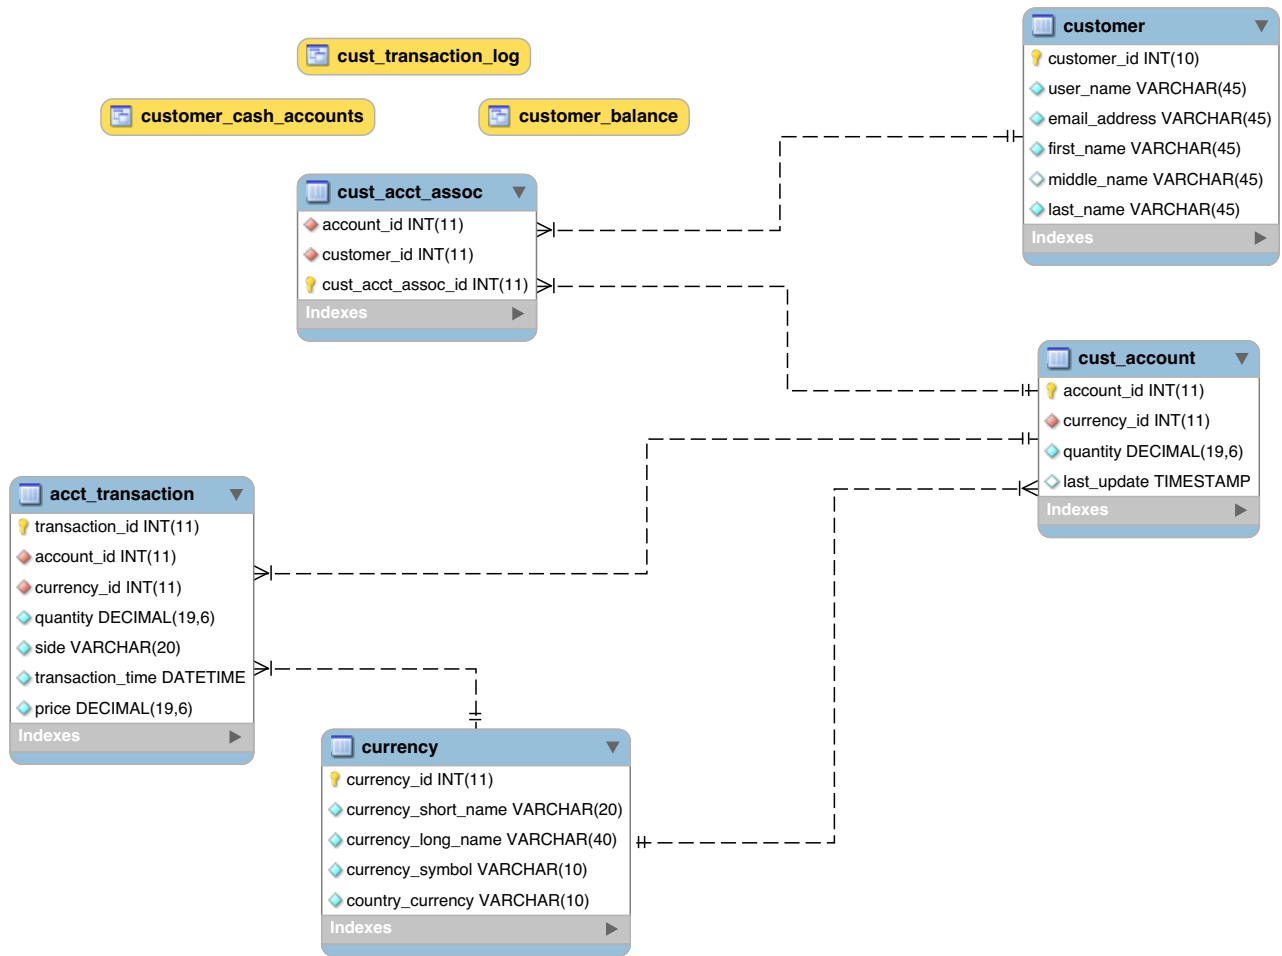 cust_transaction_log
customer_cash_accounts
customer_balance
customer
customer_id INT(10)
user_name VARCHAR(45)
email_address VARCHAR(45)
first_name VARCHAR(45)
middle_name VARCHAR(45)
last_name VARCHAR(45)
Indexes
cust_acct_assoc
account_id INT(11)
customer_id INT(11)
cust_acct_assoc_id INT(11)
Indexes
cust_account
account_id INT(11)
currency_id INT(11)
quantity DECIMAL(19,6)
last_update TIMESTAMP
Indexes
acct_transaction
transaction_id INT(11)
account_id INT(11)
currency_id INT(11)
quantity DECIMAL(19,6)
side VARCHAR(20)
transaction_time DATETIME
price DECIMAL(19,6)
Indexes
currency
currency_id INT(11)
currency_short_name VARCHAR(20)
currency_long_name VARCHAR(40)
currency_symbol VARCHAR(10)
country_currency VARCHAR(10)
Indexes